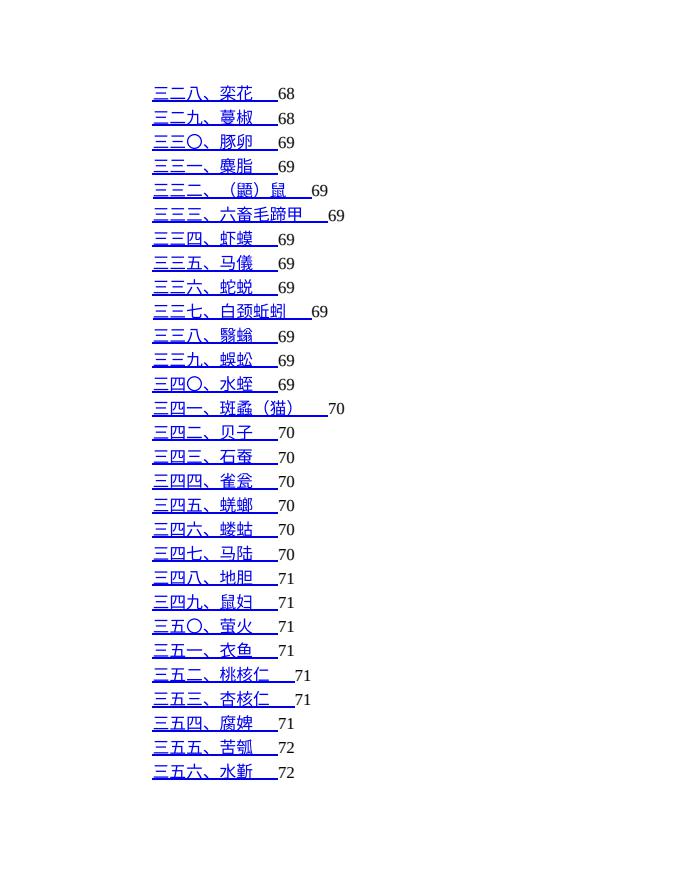 三二八、栾花 68
三二九、蔓椒 68
三三〇、豚卵 69
三三一、麋脂 69
三三二、（鼺）鼠 69
三三三、六畜毛蹄甲 69
三三四、虾蟆 69
三三五、马儀 69
三三六、蛇蜕 69
三三七、白颈蚯蚓 69
三三八、翳螉 69
三三九、蜈蚣 69
三四〇、水蛭 69
三四一、斑蟊（猫） 70
三四二、贝子 70
三四三、石蚕 70
三四四、雀瓮 70
三四五、蜣螂 70
三四六、蝼蛄 70
三四七、马陆 70
三四八、地胆 71
三四九、鼠妇 71
三五〇、萤火 71
三五一、衣鱼 71
三五二、桃核仁 71
三五三、杏核仁 71
三五四、腐婢 71
三五五、苦瓠 72
三五六、水靳 72